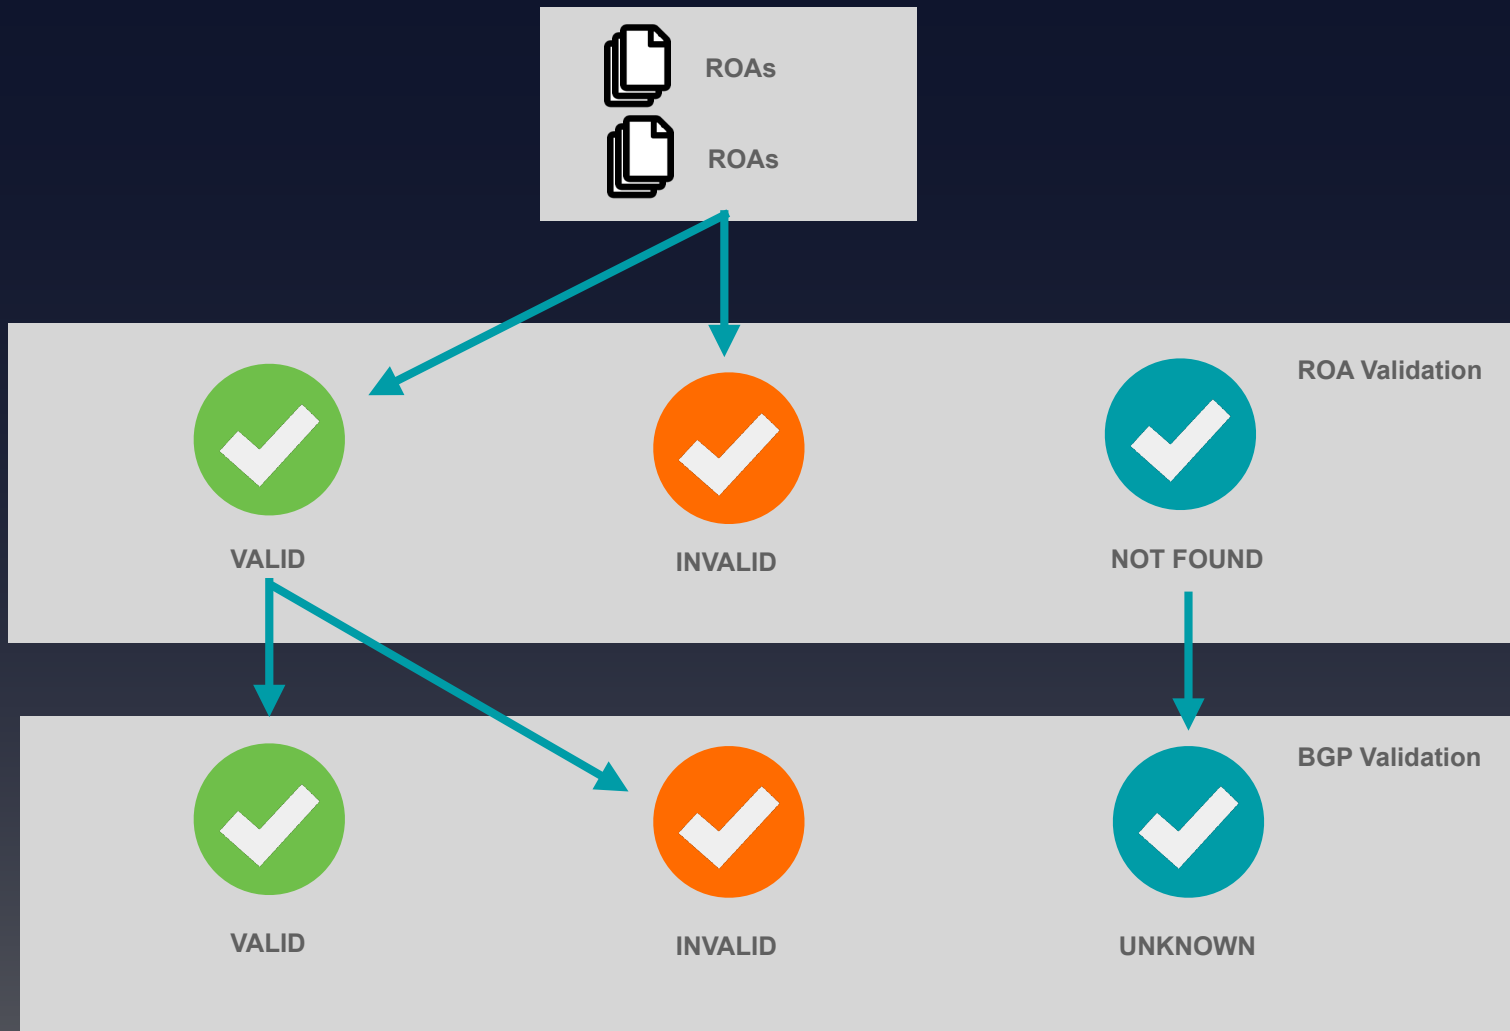 ROAs
ROAs
ROA Validation
VALID
INVALID
NOT FOUND
BGP Validation
VALID
INVALID
UNKNOWN